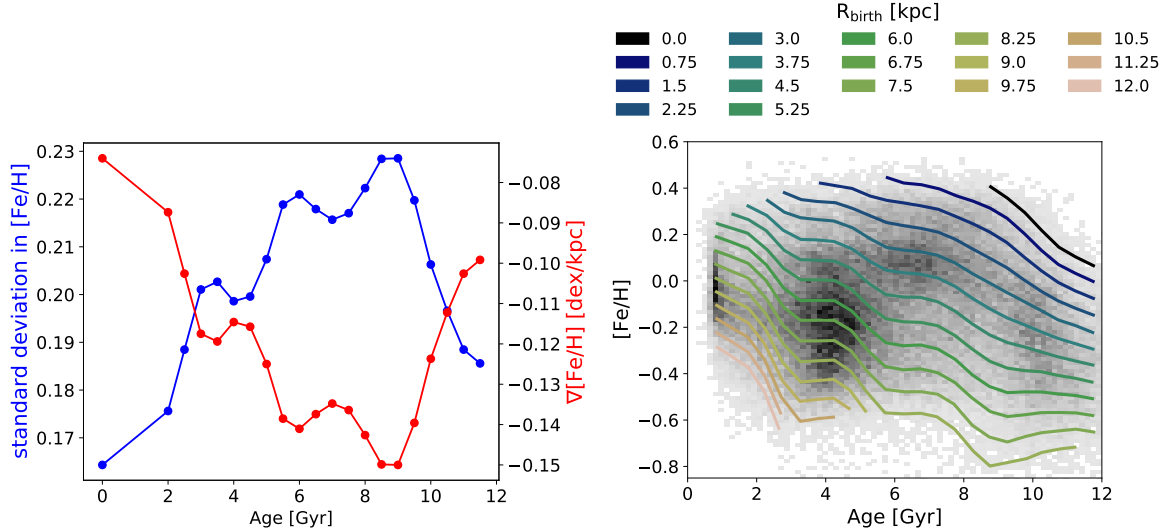 R_birth [kpc]
0.0 3.0 6.0 8.25 10.5
0.75 3.75 6.75 9.0 11.25
1.5 4.5 7.5 9.75 12.0
2.25 5.25
standard deviation in [Fe/H]
0.23
0.22
0.21
0.20
0.19
0.18
0.17
0 2 4 6 8 10 12
Age [Gyr]
−0.08
−0.09
−0.10
−0.11
−0.12
−0.13
−0.14
−0.15
∇[Fe/H] [dex/kpc]
[Fe/H]
0.6
0.4
0.2
0.0
−0.2
−0.4
−0.6
−0.8
0 2 4 6 8 10 12
Age [Gyr]